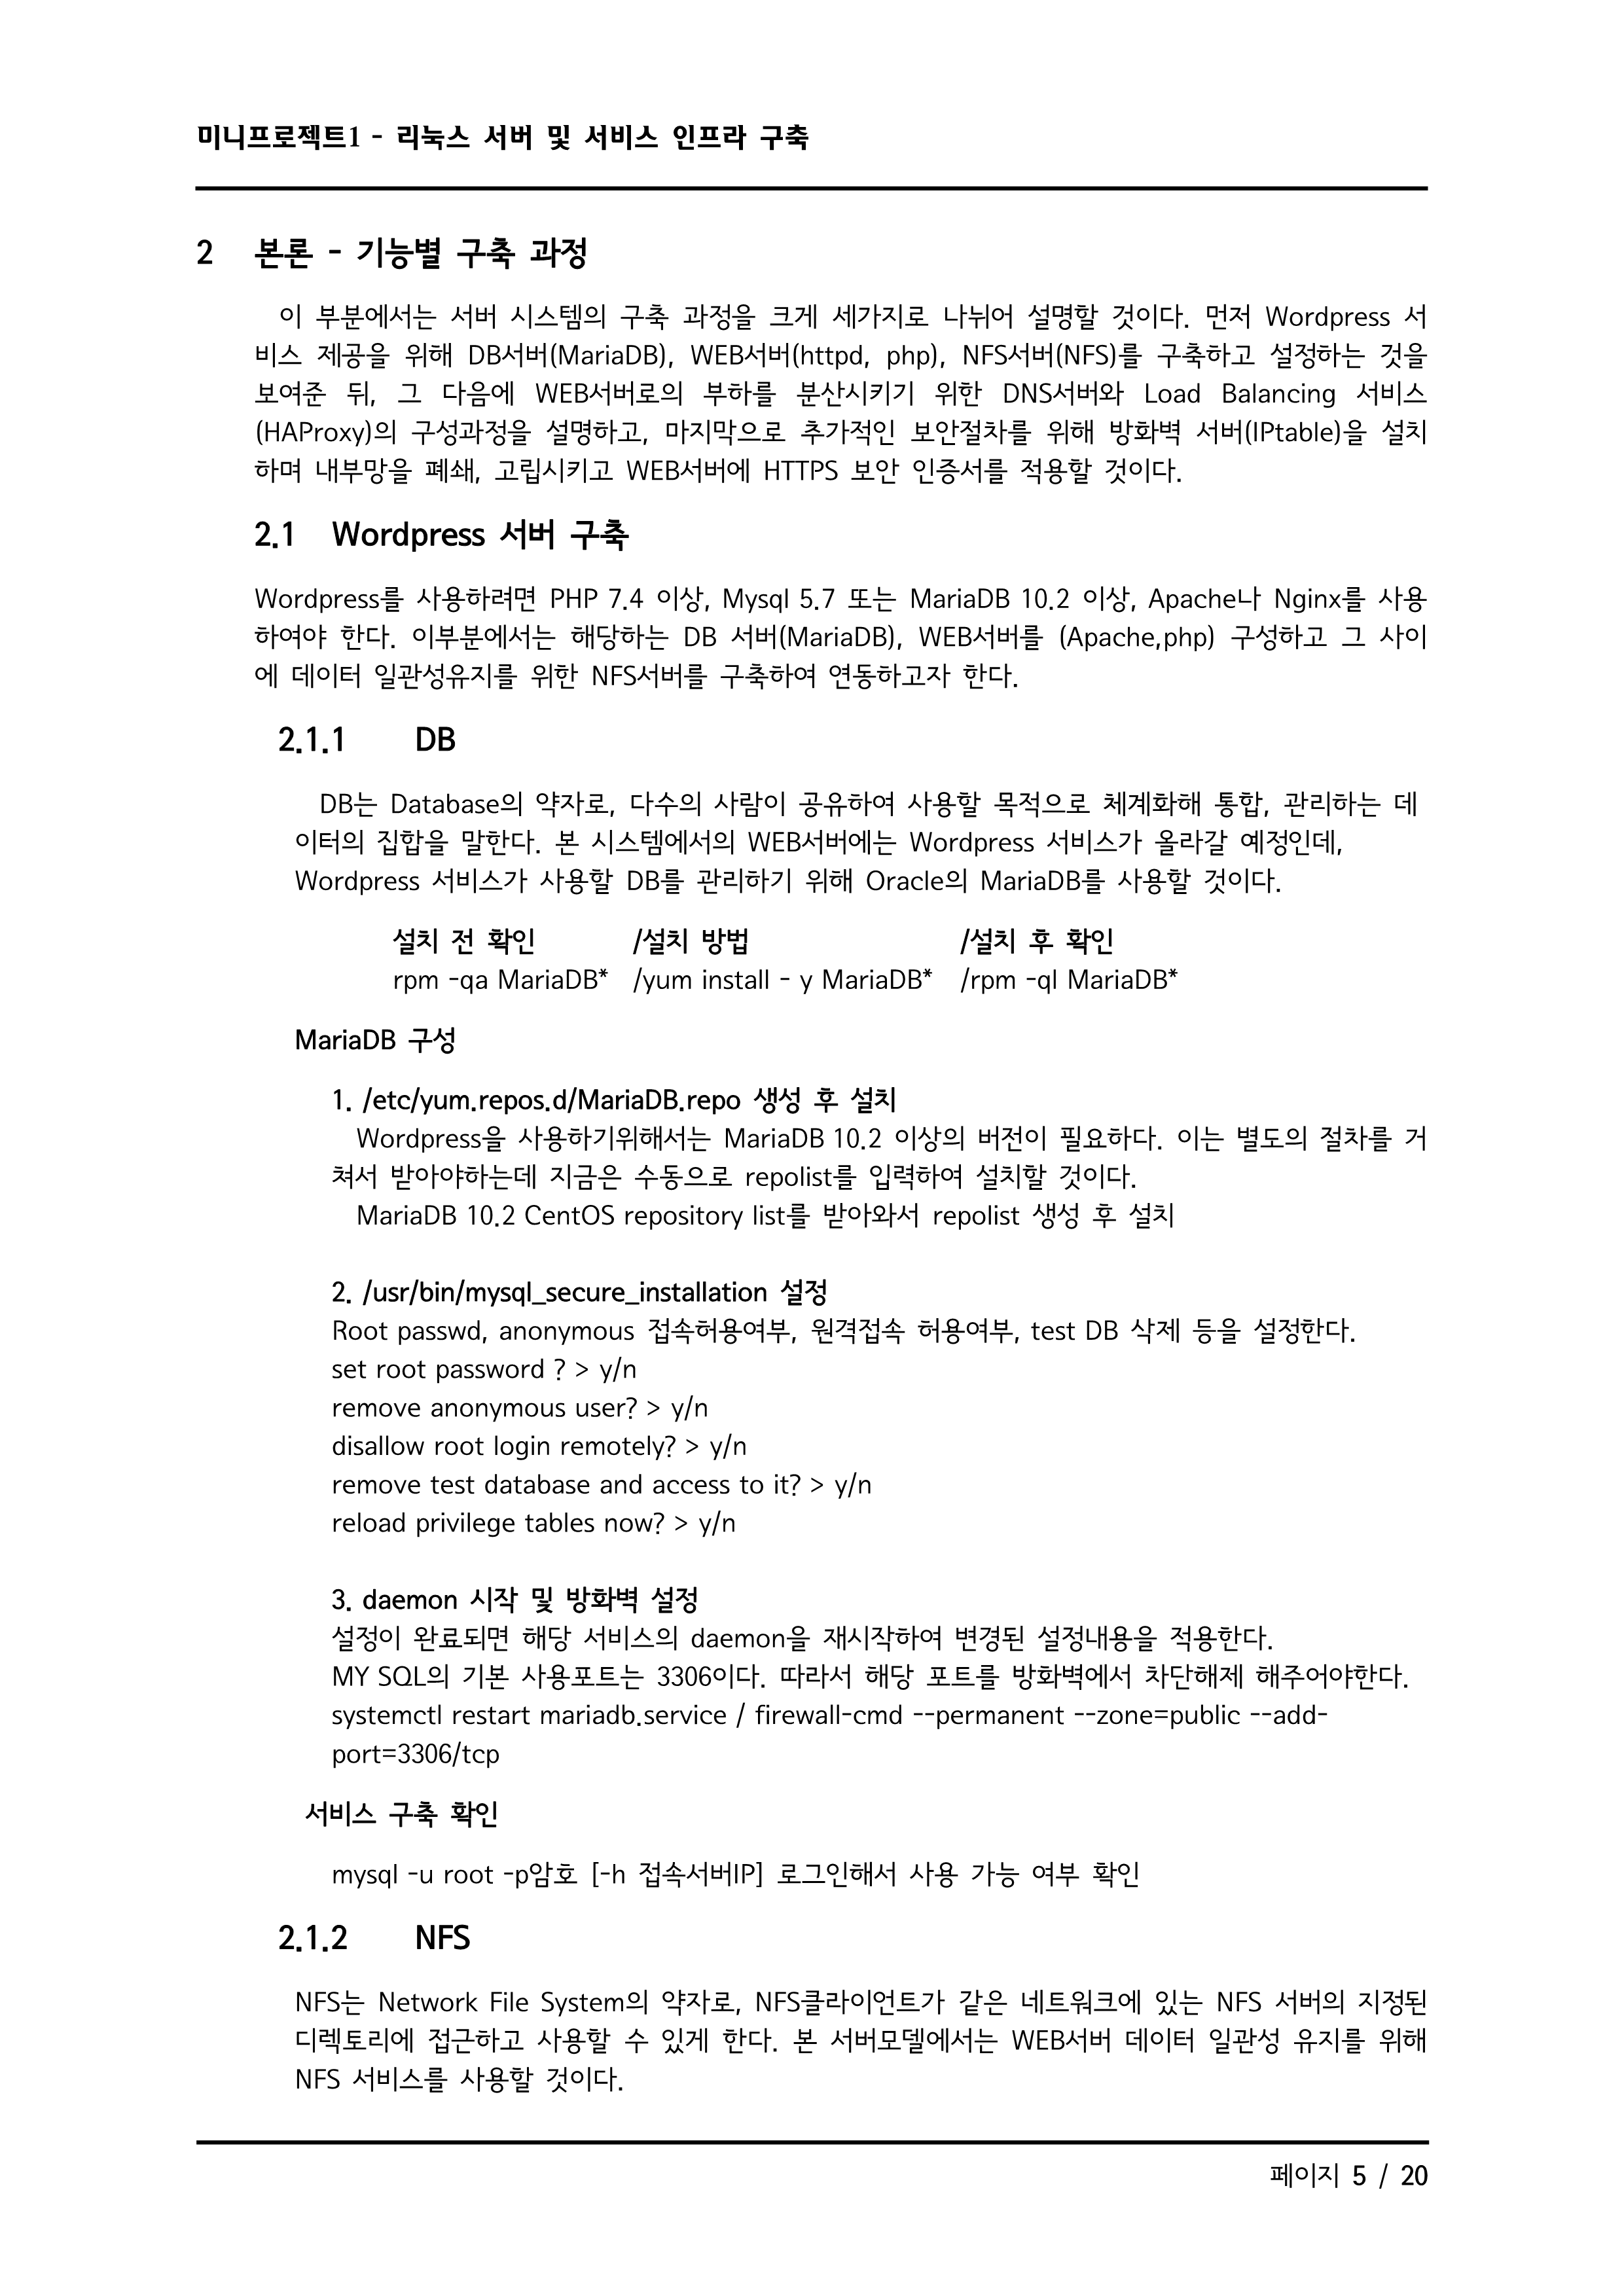 미니프로젝트1 - 리눅스 서버 및 서비스 인프라 구축
2 본론 - 기능별 구축 과정
이 부분에서는 서버 시스템의 구축 과정을 크게 세가지로 나뉘어 설명할 것이다. 먼저 Wordpress 서
비스 제공을 위해 DB서버(MariaDB), WEB서버(httpd, php), NFS서버(NFS)를 구축하고 설정하는 것을
보여준 뒤, 그 다음에 WEB서버로의 부하를 분산시키기 위한 DNS서버와 Load Balancing 서비스
(HAProxy)의 구성과정을 설명하고, 마지막으로 추가적인 보안절차를 위해 방화벽 서버(IPtable)을 설치
하며 내부망을 폐쇄, 고립시키고 WEB서버에 HTTPS 보안 인증서를 적용할 것이다.
2.1 Wordpress 서버 구축
Wordpress를 사용하려면 PHP 7.4 이상, Mysql 5.7 또는 MariaDB 10.2 이상, Apache나 Nginx를 사용
하여야 한다. 이부분에서는 해당하는 DB 서버(MariaDB), WEB서버를 (Apache,php) 구성하고 그 사이
에 데이터 일관성유지를 위한 NFS서버를 구축하여 연동하고자 한다.
2.1.1 DB
DB는 Database의 약자로, 다수의 사람이 공유하여 사용할 목적으로 체계화해 통합, 관리하는 데
이터의 집합을 말한다. 본 시스템에서의 WEB서버에는 Wordpress 서비스가 올라갈 예정인데,
Wordpress 서비스가 사용할 DB를 관리하기 위해 Oracle의 MariaDB를 사용할 것이다.
설치 전 확인 /설치 방법 /설치 후 확인
rpm -qa MariaDB* /yum install - y MariaDB* /rpm -ql MariaDB*
MariaDB 구성
1. /etc/yum.repos.d/MariaDB.repo 생성 후 설치
Wordpress을 사용하기위해서는 MariaDB 10.2 이상의 버전이 필요하다. 이는 별도의 절차를 거
쳐서 받아야하는데 지금은 수동으로 repolist를 입력하여 설치할 것이다.
MariaDB 10.2 CentOS repository list를 받아와서 repolist 생성 후 설치
2. /usr/bin/mysql_secure_installation 설정
Root passwd, anonymous 접속허용여부, 원격접속 허용여부, test DB 삭제 등을 설정한다.
set root password ? > y/n
remove anonymous user? > y/n
disallow root login remotely? > y/n
remove test database and access to it? > y/n
reload privilege tables now? > y/n
3. daemon 시작 및 방화벽 설정
설정이 완료되면 해당 서비스의 daemon을 재시작하여 변경된 설정내용을 적용한다.
MY SQL의 기본 사용포트는 3306이다. 따라서 해당 포트를 방화벽에서 차단해제 해주어야한다.
systemctl restart mariadb.service / firewall-cmd --permanent --zone=public --add-
port=3306/tcp
서비스 구축 확인
mysql -u root -p암호 [-h 접속서버IP] 로그인해서 사용 가능 여부 확인
2.1.2 NFS
NFS는 Network File System의 약자로, NFS클라이언트가 같은 네트워크에 있는 NFS 서버의 지정된
디렉토리에 접근하고 사용할 수 있게 한다. 본 서버모델에서는 WEB서버 데이터 일관성 유지를 위해
NFS 서비스를 사용할 것이다.
페이지 5 / 20